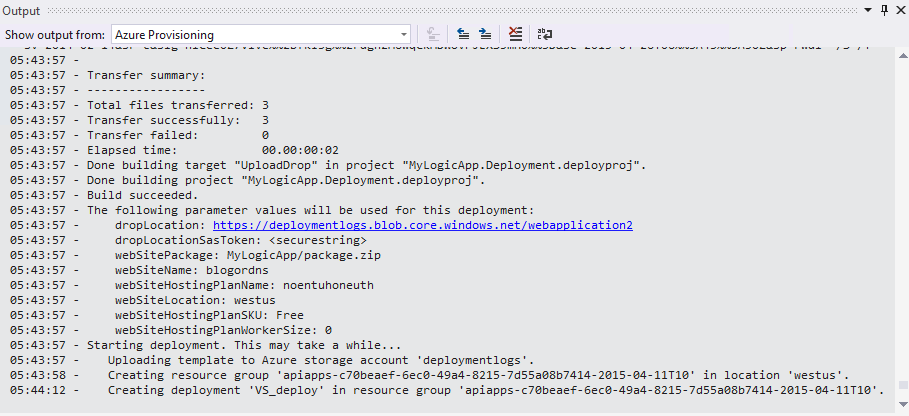 Output
Show output from: Azure Provisioning
05:43:57 -
05:43:57 - Transfer summary:
05:43:57 - -----------------
05:43:57 - Total files transferred: 3
05:43:57 - Transfer successfully:   3
05:43:57 - Transfer failed:         0
05:43:57 - Elapsed time:            00.00:00:02
05:43:57 - Done building target "UploadDrop" in project "MyLogicApp.Deployment.deployproj".
05:43:57 - Done building project "MyLogicApp.Deployment.deployproj".
05:43:57 - Build succeeded.
05:43:57 - The following parameter values will be used for this deployment:
05:43:57 -     dropLocation: https://deploymentlogs.blob.core.windows.net/webapplication2
05:43:57 -     dropLocationSasToken: <securestring>
05:43:57 -     webSitePackage: MyLogicApp/package.zip
05:43:57 -     webSiteName: blogordns
05:43:57 -     webSiteHostingPlanName: noentuhoneuth
05:43:57 -     webSiteLocation: westus
05:43:57 -     webSiteHostingPlanSKU: Free
05:43:57 -     webSiteHostingPlanWorkerSize: 0
05:43:57 - Starting deployment. This may take a while...
05:43:57 -    Uploading template to Azure storage account 'deploymentlogs'.
05:43:58 -    Creating resource group 'apiapps-c70beaef-6ec0-49a4-8215-7d55a08b7414-2015-04-11T10' in location 'westus'.
05:44:12 -    Creating deployment 'VS_deploy' in resource group 'apiapps-c70beaef-6ec0-49a4-8215-7d55a08b7414-2015-04-11T10'.